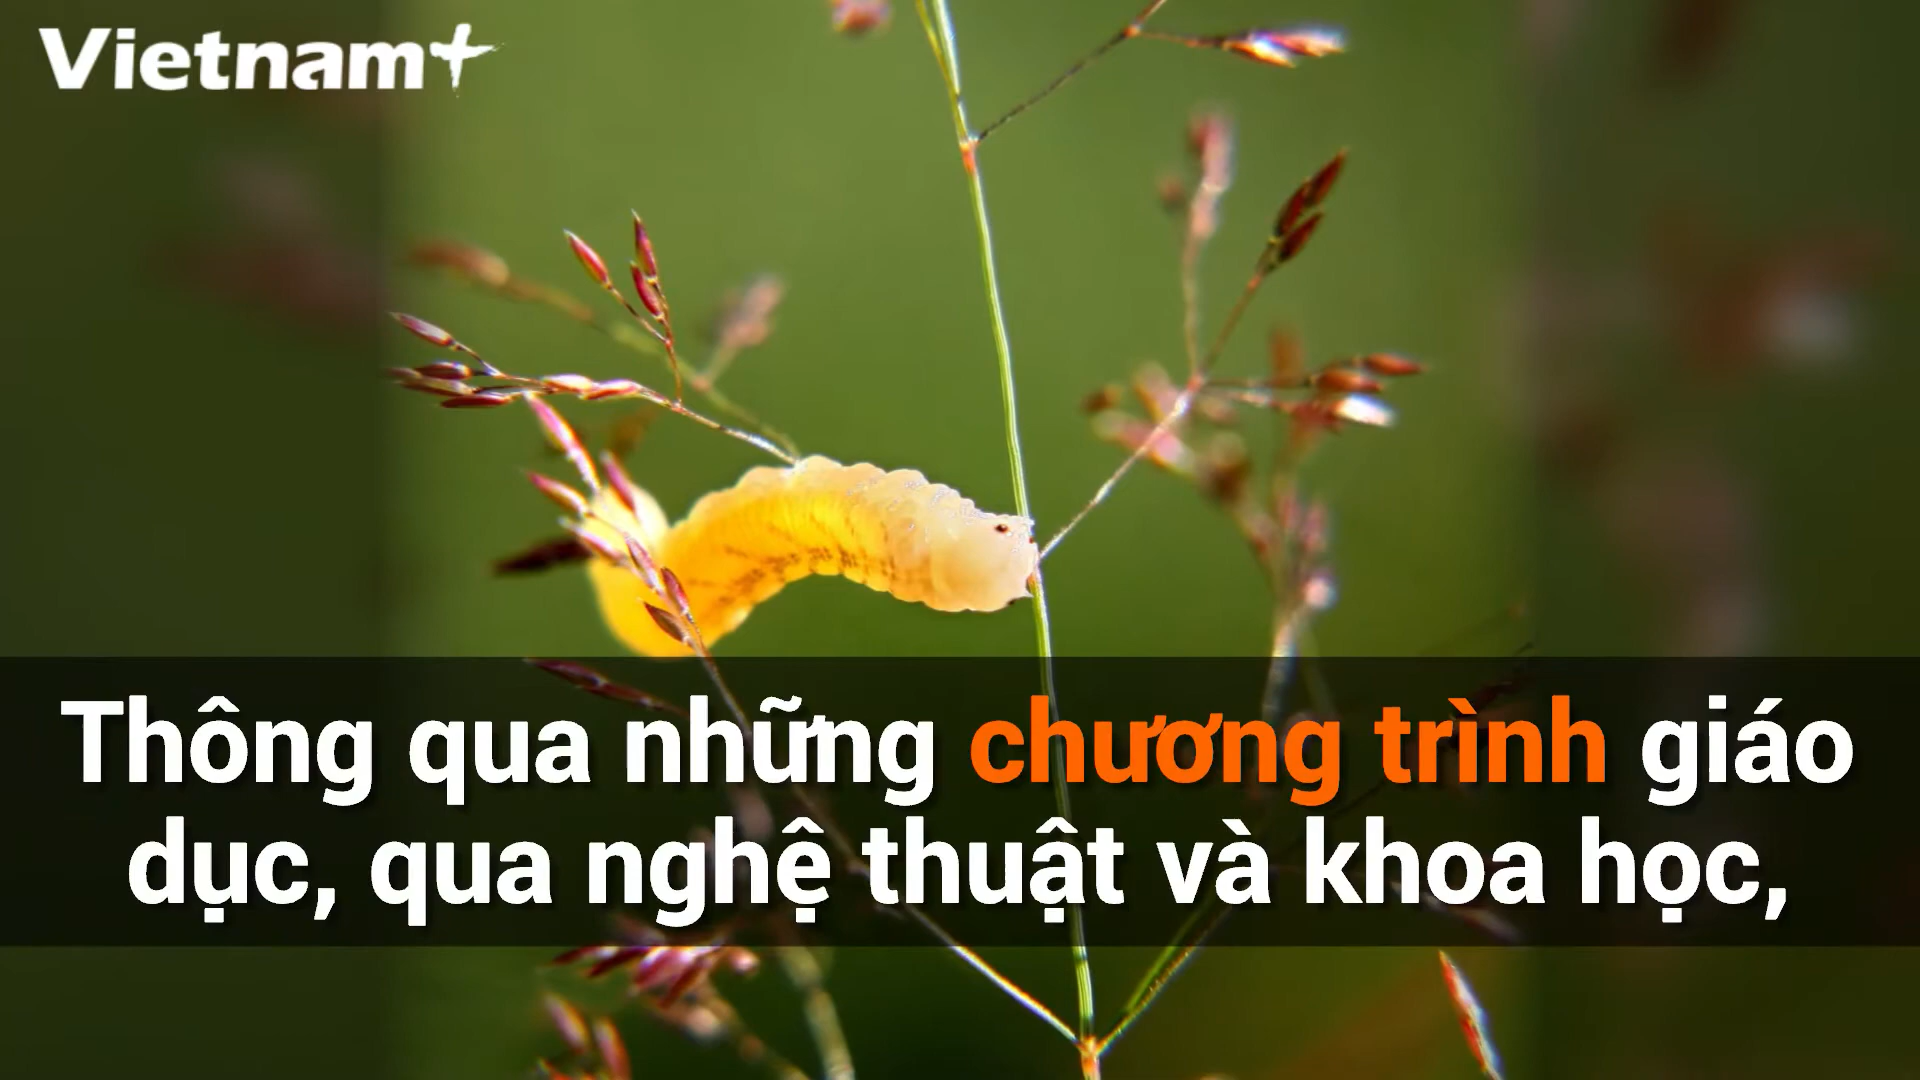 Vietnam+
Thông qua những chương trình giáo
dục, qua nghệ thuật và khoa học,